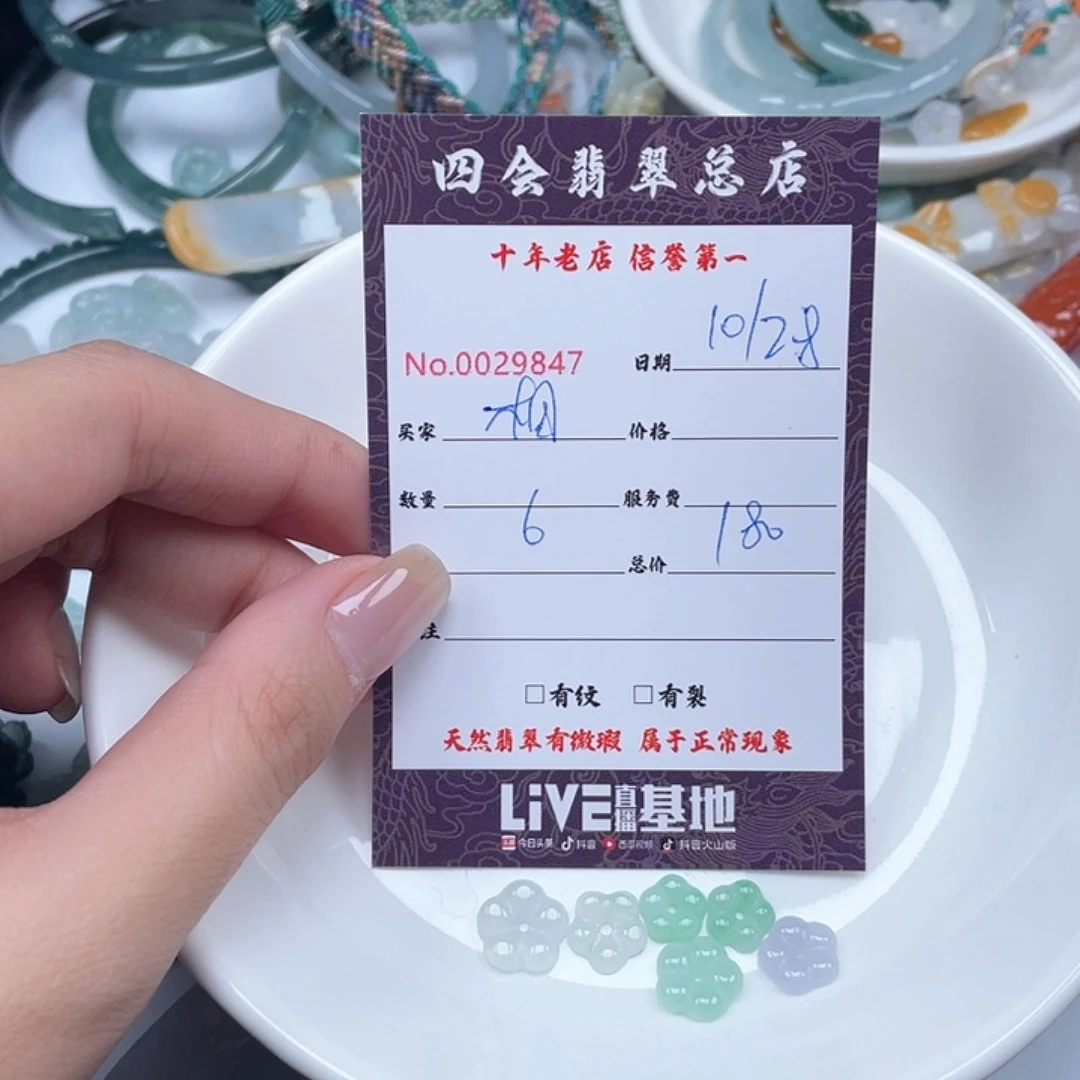 四会翡翠总店
十年老店 信誉第一
No.0029847 日期 10/28
买家 价格
数量 6 服务费
总价 180
注
□有纹 □有裂
天然翡翠有微瑕 属于正常现象
LiVE直播基地
今日头条 抖音 西瓜视频 抖音火山版